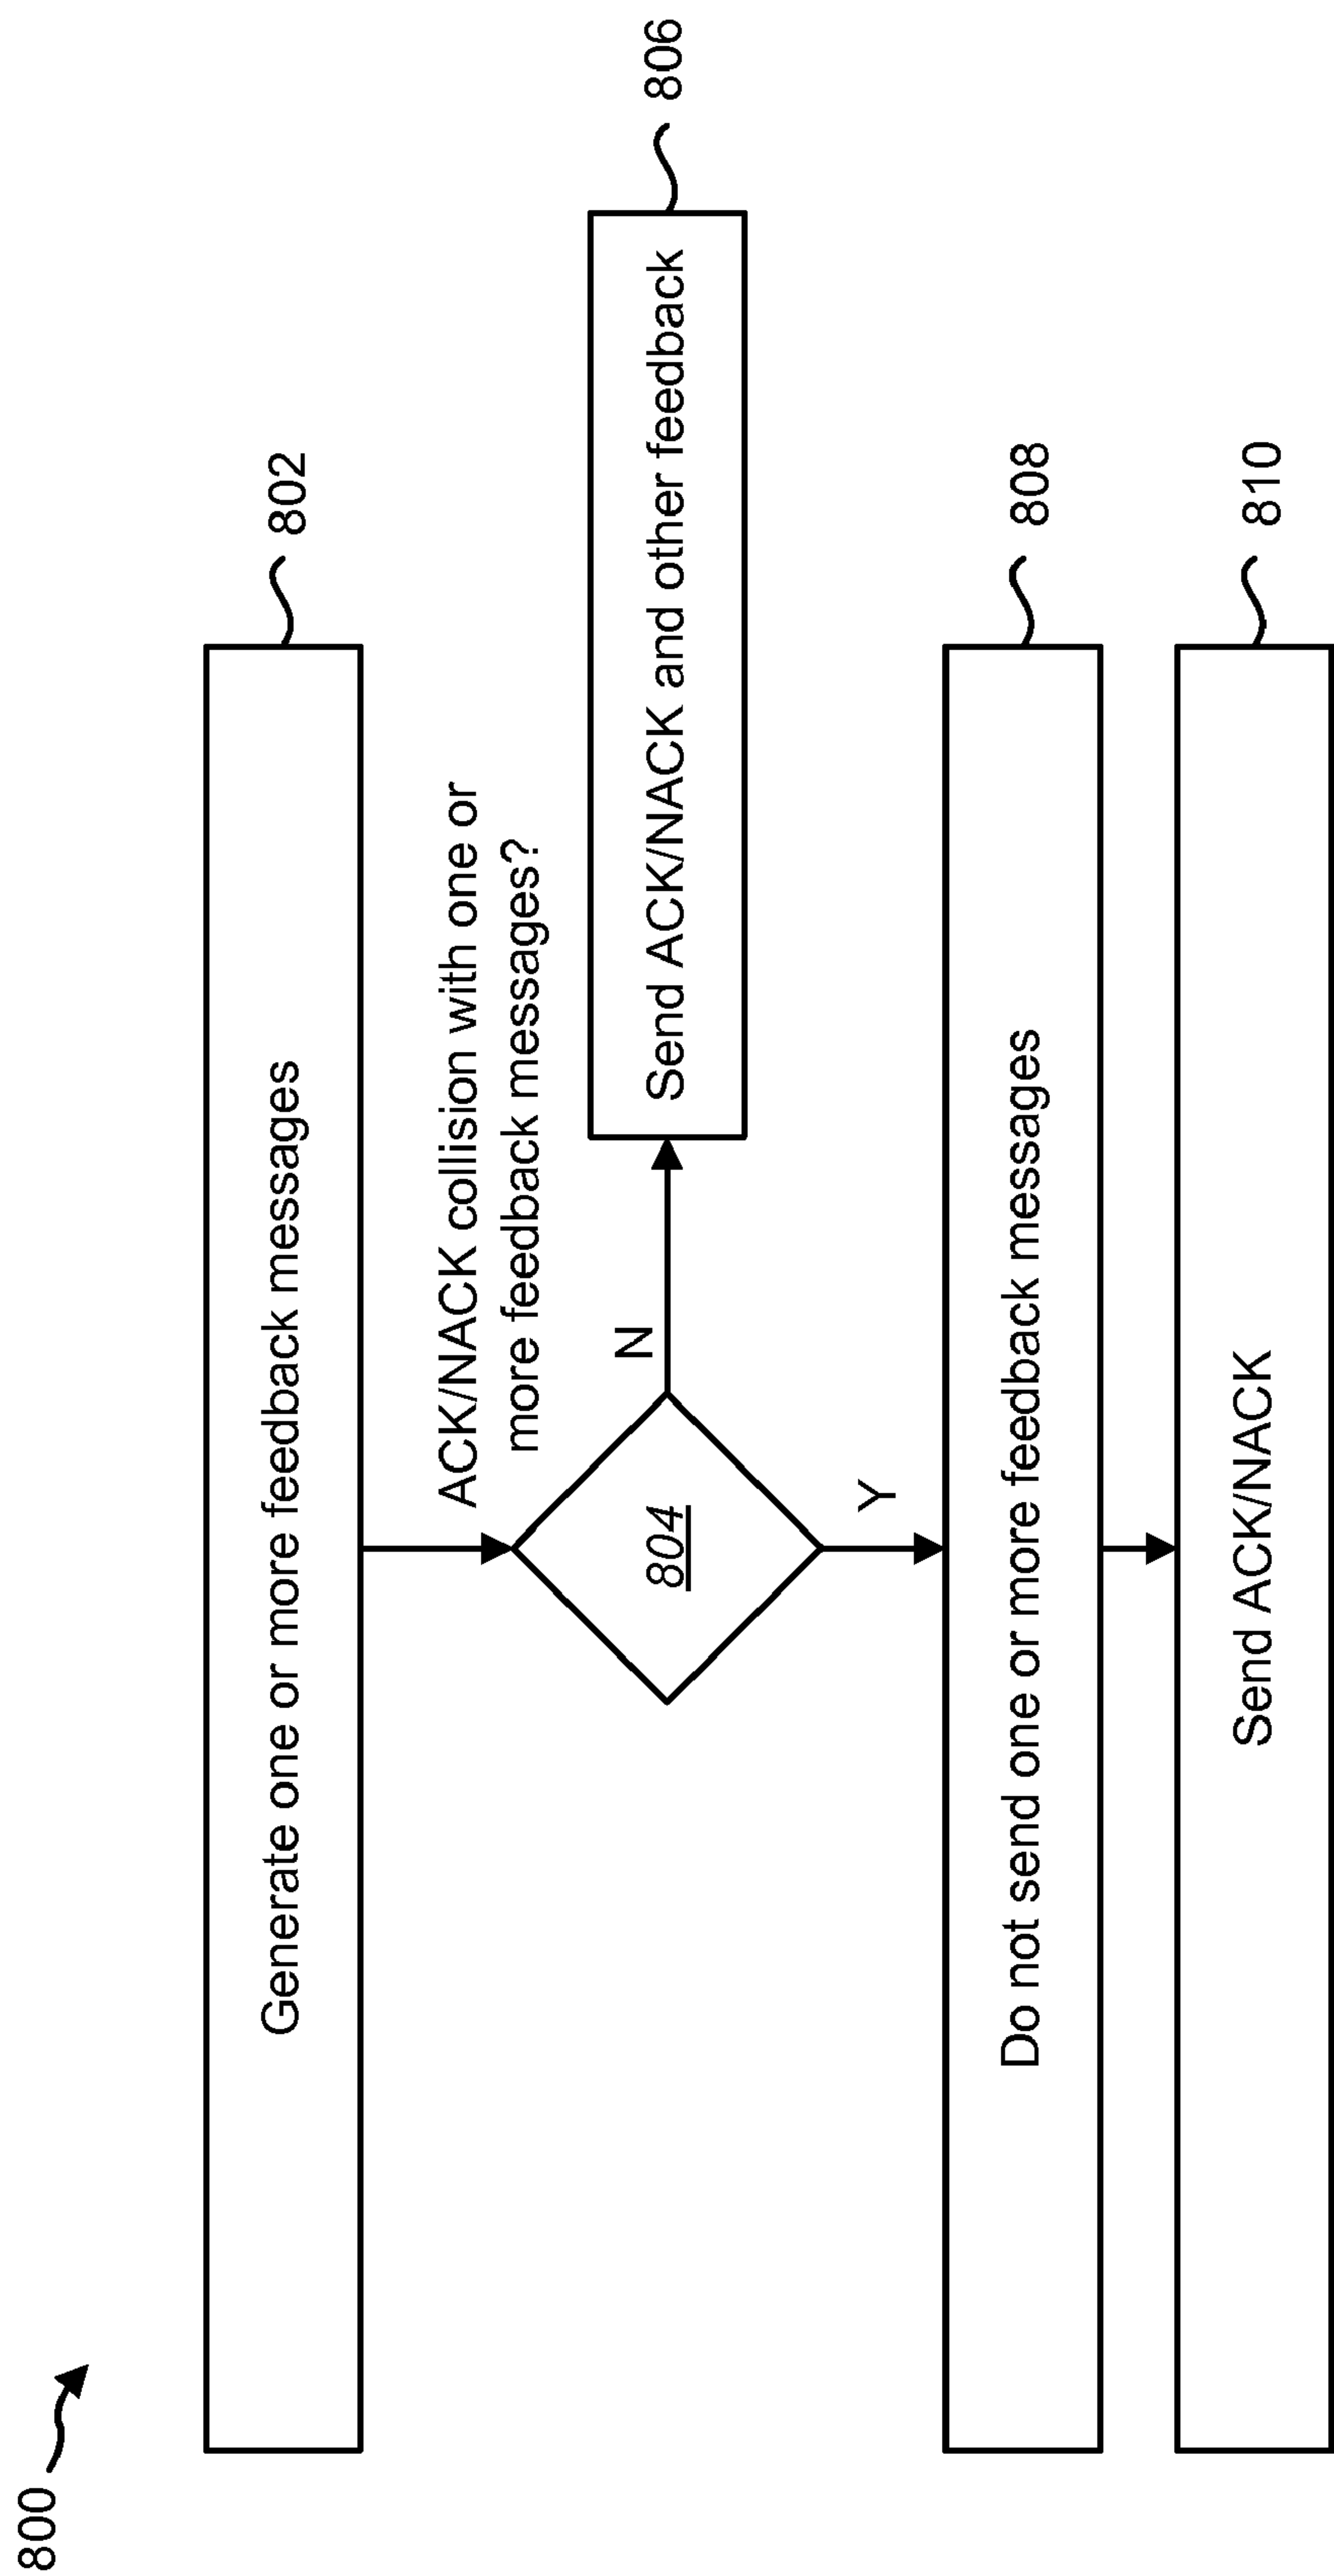 800
802
Generate one or more feedback messages
ACK/NACK collision with one or
more feedback messages?
804
N
806
Send ACK/NACK and other feedback
Y
808
Do not send one or more feedback messages
810
Send ACK/NACK